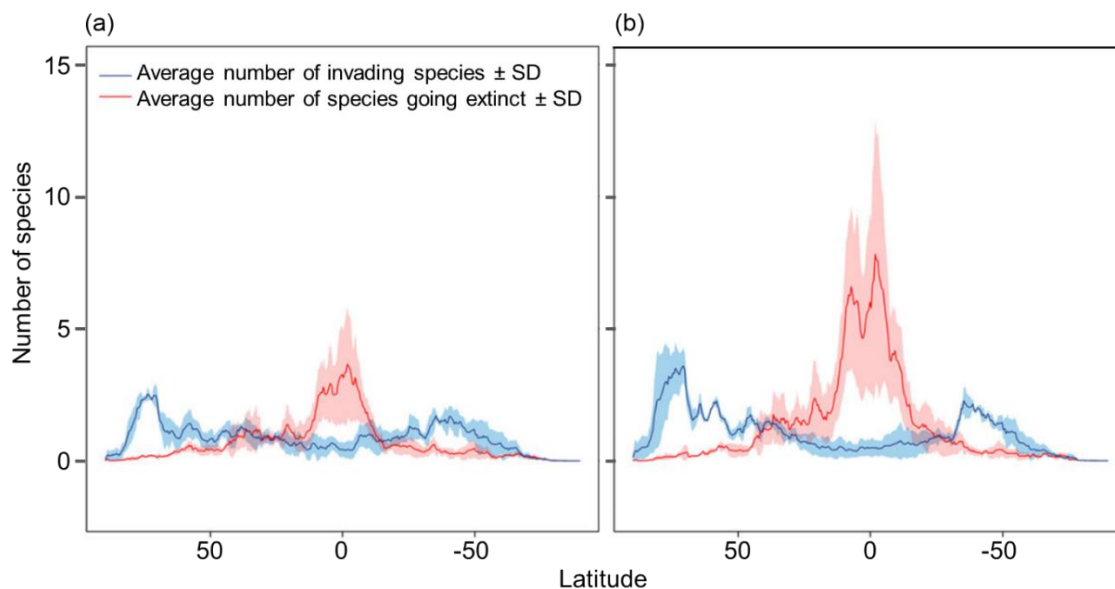 (a)
(b)
15
10
5
0
Average number of invading species ± SD
Average number of species going extinct ± SD
Number of species
50
0
-50
50
0
-50
Latitude